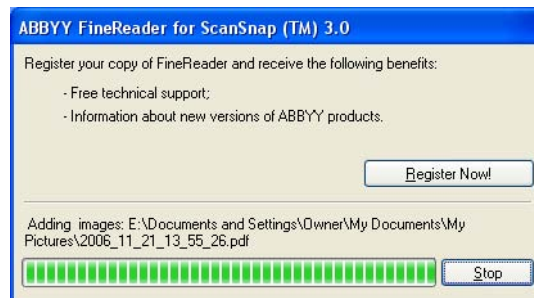 ABBYY FineReader for ScanSnap (TM) 3.0
Register your copy of FineReader and receive the following benefits:
- Free technical support;
- Information about new versions of ABBYY products.
Register Now!
Adding images: E:\Documents and Settings\Owner\My Documents\My
Pictures\2006_11_21_13_55_26.pdf
Stop